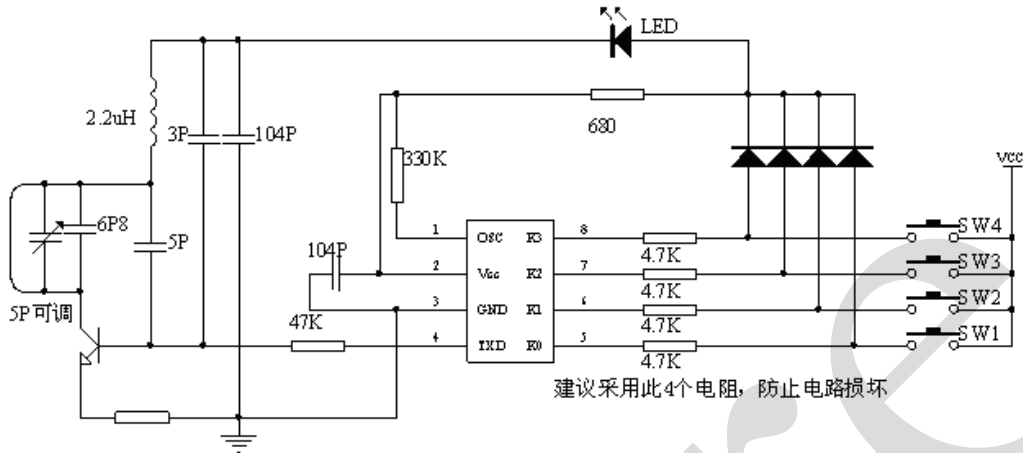 LED
2.2uH
3P
104P
680
330K
vcc
6P8
5P
5P可调
104P
47K
1
2
3
4
OSC
Vcc
GND
TXD
K3
K2
K1
K0
8
7
6
5
4.7K
4.7K
4.7K
4.7K
SW4
SW3
SW2
SW1
建议采用此4个电阻，防止电路损坏